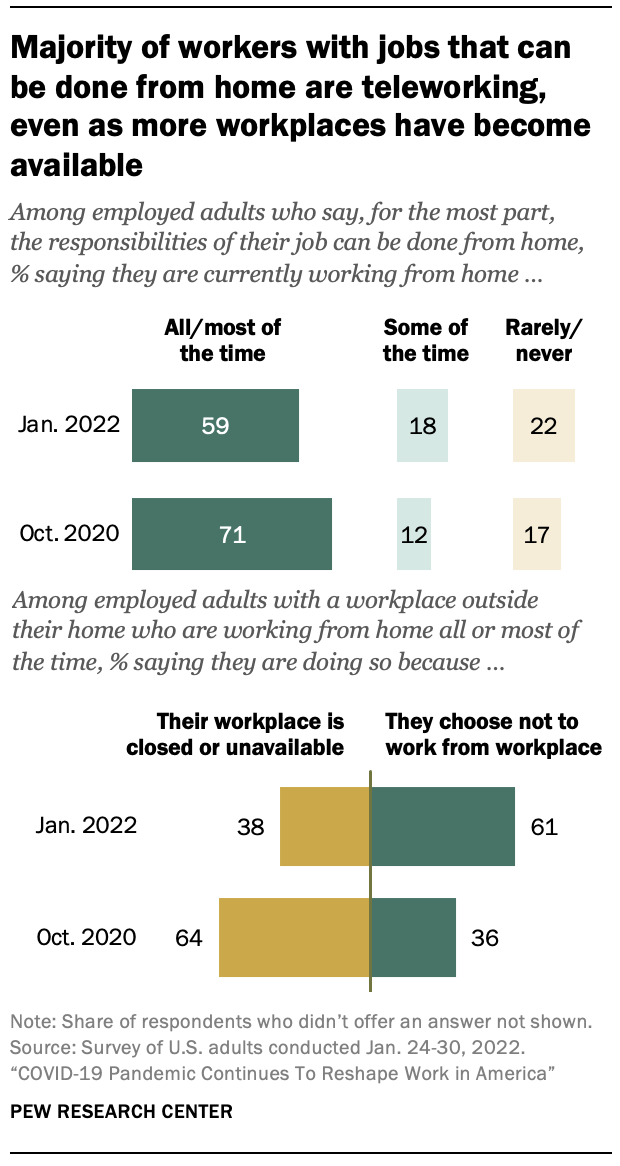 Majority of workers with jobs that can
be done from home are teleworking,
even as more workplaces have become
available
Among employed adults who say, for the most part,
the responsibilities of their job can be done from home,
% saying they are currently working from home ...
All/most of
the time
Some of
the time
Rarely/
never
Jan. 2022
59
18
22
Oct. 2020
71
12
17
Among employed adults with a workplace outside
their home who are working from home all or most of
the time, % saying they are doing so because ...
Their workplace is
closed or unavailable
They choose not to
work from workplace
Jan. 2022
38
61
Oct. 2020
64
36
Note: Share of respondents who didn’t offer an answer not shown.
Source: Survey of U.S. adults conducted Jan. 24-30, 2022.
“COVID-19 Pandemic Continues To Reshape Work in America”
PEW RESEARCH CENTER